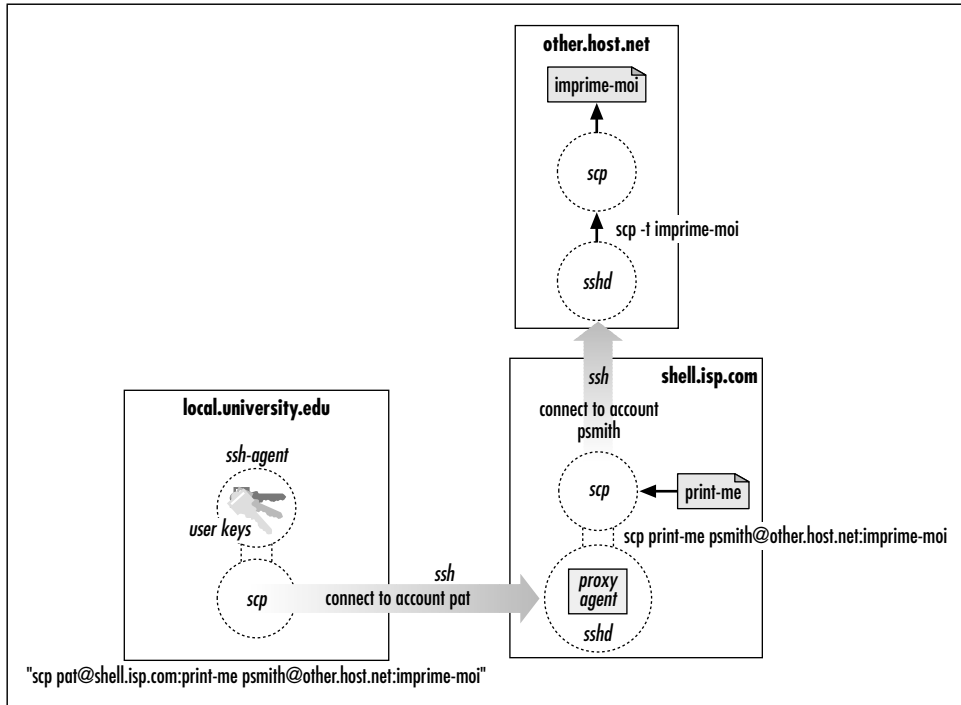 other.host.net
imprime-moi
scp
scp -t imprime-moi
sshd
ssh
shell.isp.com
connect to account
psmith
scp
print-me
scp print-me psmith@other.host.net:imprime-moi
proxy
agent
sshd
local.university.edu
ssh-agent
user keys
scp
ssh
connect to account pat
"scp pat@shell.isp.com:print-me psmith@other.host.net:imprime-moi"